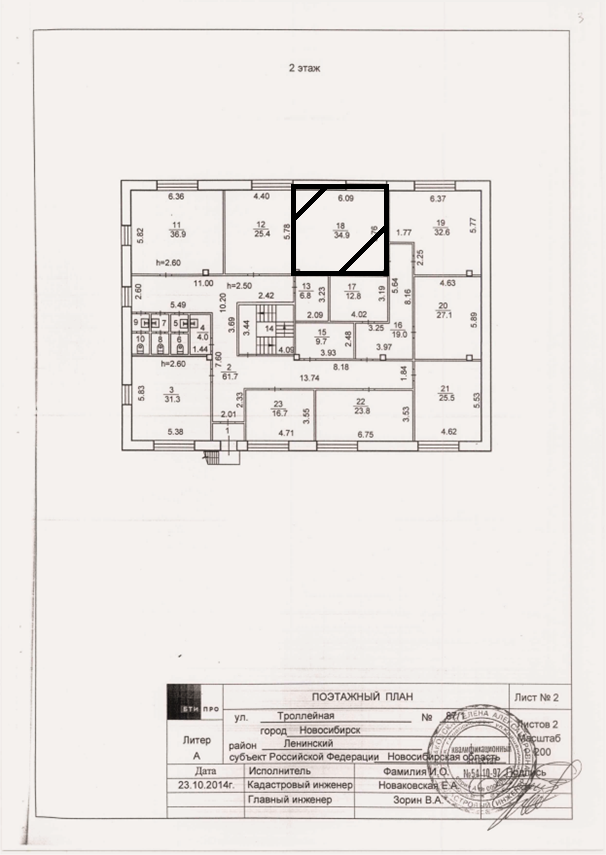 3
2 этаж
6.36 4.40 6.09 6.37
11
36.9
12
25.4
18
34.9
19
32.6
5.82 5.78 76 1.77 5.77
h=2.60
2.25
11.00 h=2.50
2.60 5.49 10.20 2.42
13
6.8
3.23
17
12.8
3.19 5.64 8.16
4.63
20
27.1
5.89
2.09 4.02
9 7 5
4
4.0
3.69 3.44 14
3.25
16
19.0
15
9.7
2.48
10 8 6 1.44
4.09 3.93 3.97
h=2.60
7.60
2
61.7
8.18
13.74
1.84
3
31.3
5.83
21
25.5
5.53
2.33
23
16.7
3.55
22
23.8
3.53
2.01
5.38 1 4.71 6.75 4.62
БТИ ПРО
ПОЭТАЖНЫЙ ПЛАН Лист № 2
ул. Троллейная № 87/1
Листов 2
город Новосибирск
Литер
А
район Ленинский
Масштаб
200
субъект Российской Федерации Новосибирская область
Дата Исполнитель Фамилия И.О. Подпись
23.10.2014г. Кадастровый инженер Новаковская Е.А.
Главный инженер Зорин В.А.
квалификационный
№54-10-97